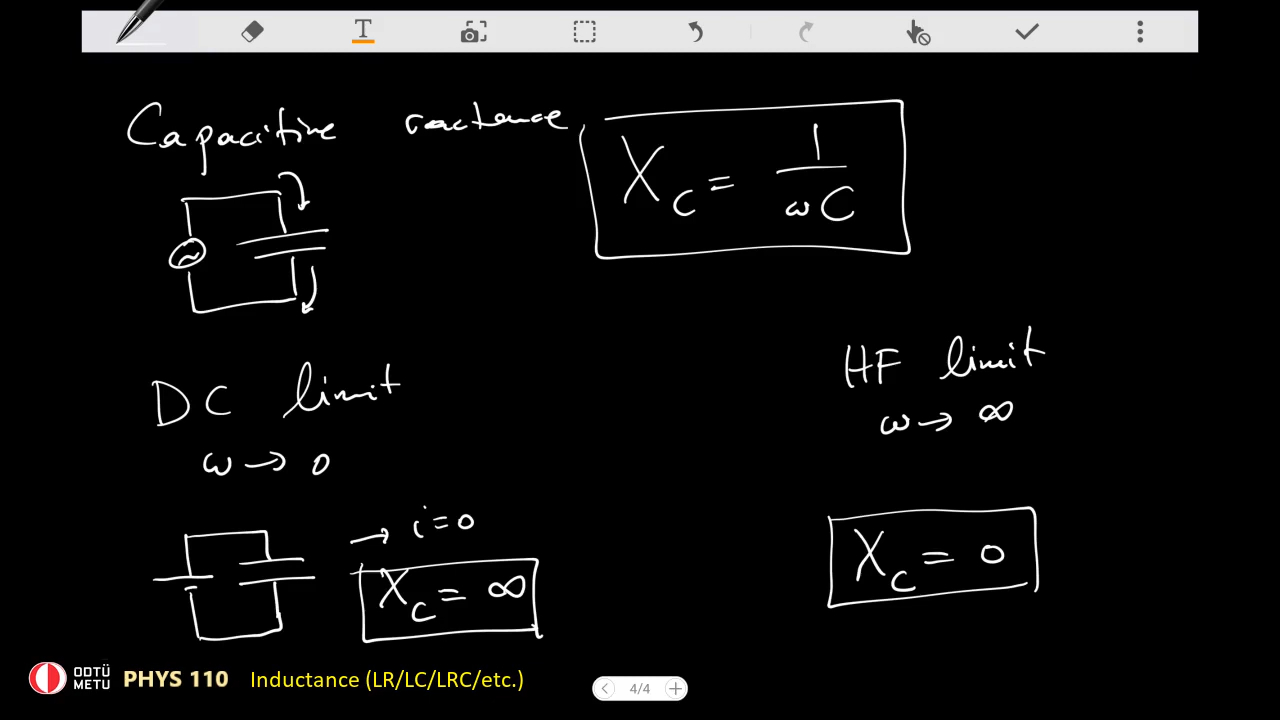 T
Capacitive reactance
X_C = 1/ωC
DC limit
ω → 0
→ i = 0
X_C = ∞
HF limit
ω → ∞
X_C = 0
ODTÜ
METU
PHYS 110
Inductance (LR/LC/LRC/etc.)
4/4